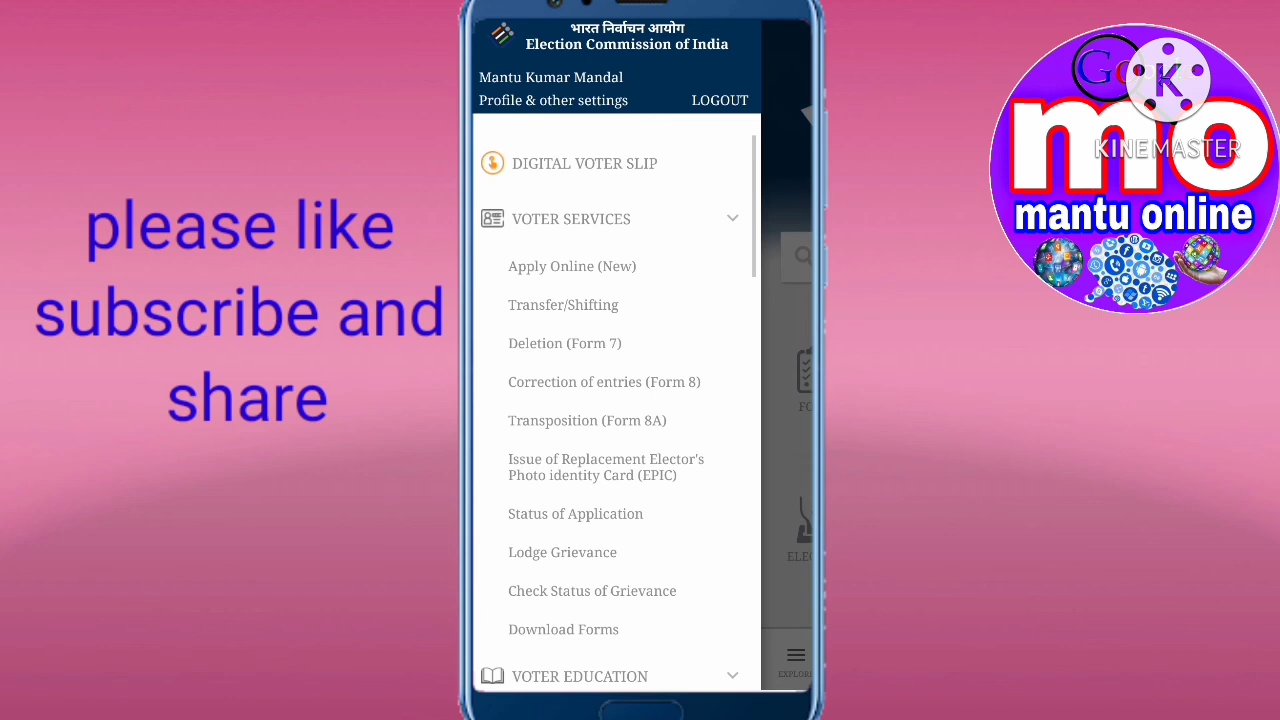 भारत निर्वाचन आयोग
Election Commission of India
Mantu Kumar Mandal
Profile & other settings
LOGOUT
DIGITAL VOTER SLIP
VOTER SERVICES
Apply Online (New)
Transfer/Shifting
Deletion (Form 7)
Correction of entries (Form 8)
Transposition (Form 8A)
Issue of Replacement Elector's
Photo identity Card (EPIC)
Status of Application
Lodge Grievance
Check Status of Grievance
Download Forms
VOTER EDUCATION
please like
subscribe and
share
K
KINEMASTER
mo
mantu online